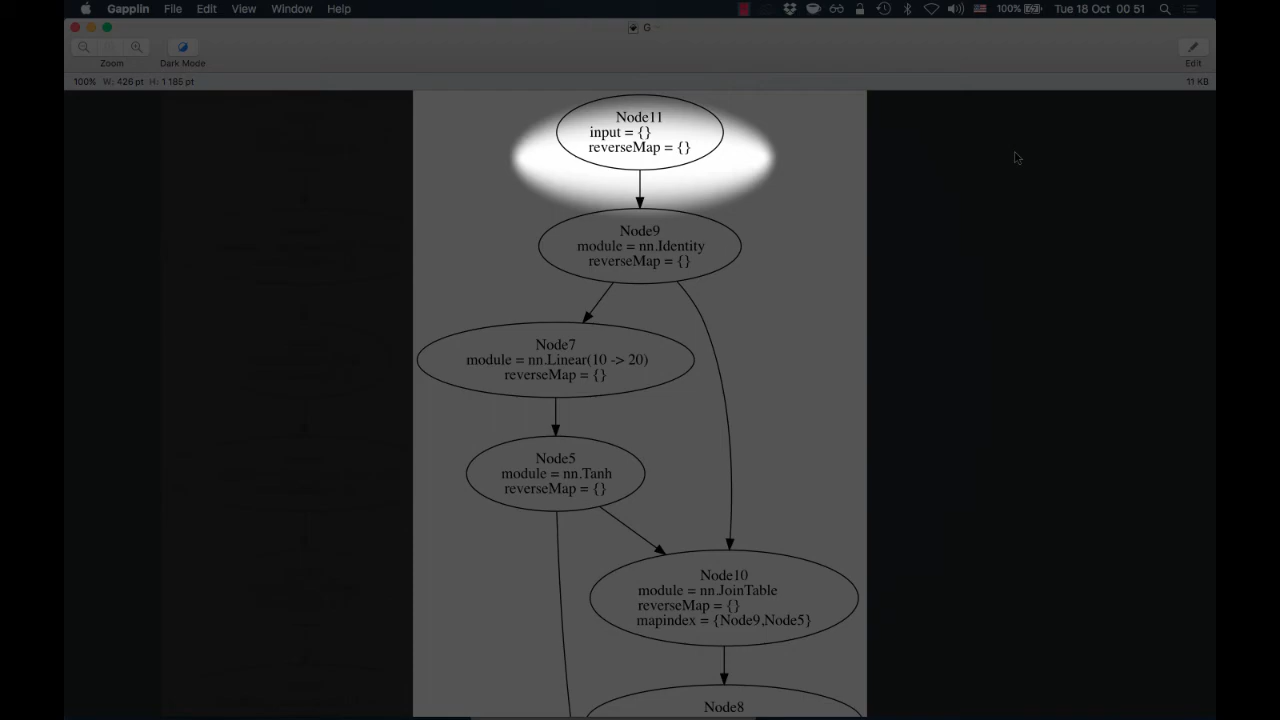 Gapplin File Edit View Window Help
100% Tue 18 Oct 00 51
G
Zoom
Dark Mode
Edit
100% W: 426 pt H: 1 185 pt
11 KB
Node11
input = {}
reverseMap = {}
Node9
module = nn.Identity
reverseMap = {}
Node7
module = nn.Linear(10 -> 20)
reverseMap = {}
Node5
module = nn.Tanh
reverseMap = {}
Node10
module = nn.JoinTable
reverseMap = {}
mapindex = {Node9,Node5}
Node8